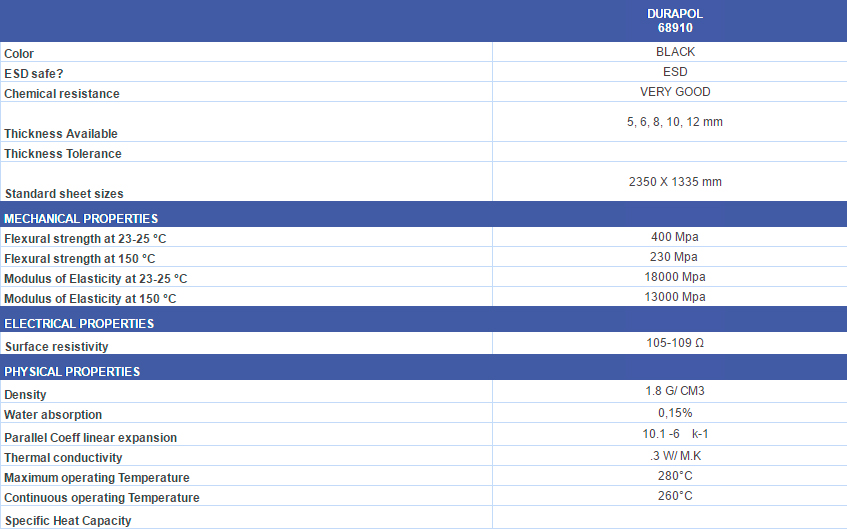 DURAPOL
68910
Color BLACK
ESD safe? ESD
Chemical resistance VERY GOOD
Thickness Available 5, 6, 8, 10, 12 mm
Thickness Tolerance
Standard sheet sizes 2350 X 1335 mm
MECHANICAL PROPERTIES
Flexural strength at 23-25 °C 400 Mpa
Flexural strength at 150 °C 230 Mpa
Modulus of Elasticity at 23-25 °C 18000 Mpa
Modulus of Elasticity at 150 °C 13000 Mpa
ELECTRICAL PROPERTIES
Surface resistivity 105-109 Ω
PHYSICAL PROPERTIES
Density 1.8 G/ CM3
Water absorption 0,15%
Parallel Coeff linear expansion 10.1 -6 k-1
Thermal conductivity .3 W/ M.K
Maximum operating Temperature 280°C
Continuous operating Temperature 260°C
Specific Heat Capacity